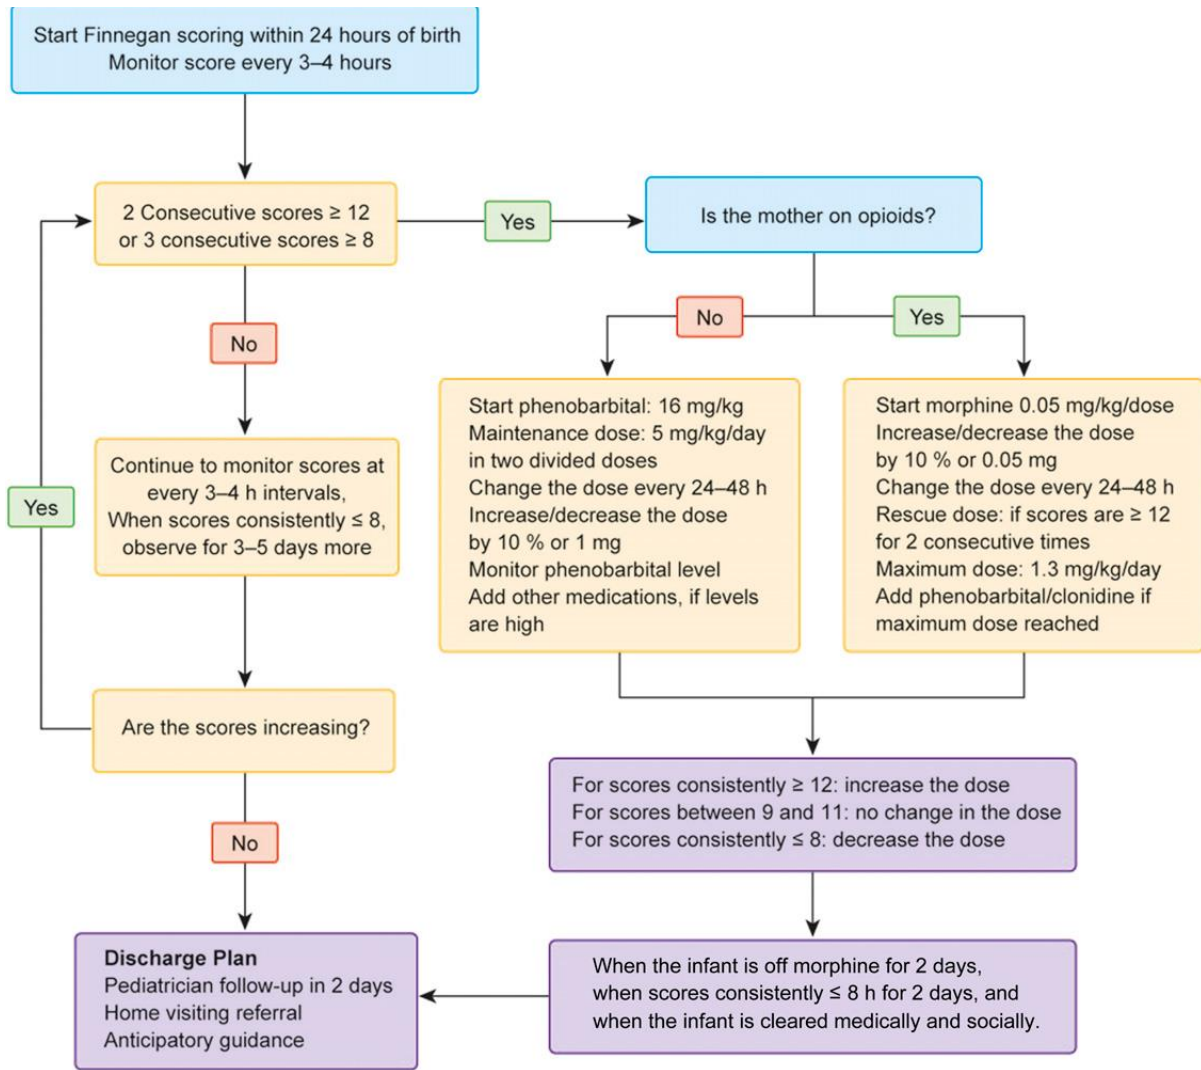 Start Finnegan scoring within 24 hours of birth
Monitor score every 3–4 hours
2 Consecutive scores ≥ 12
or 3 consecutive scores ≥ 8
Yes
Is the mother on opioids?
No
No
Yes
Continue to monitor scores at
every 3–4 h intervals,
When scores consistently ≤ 8,
observe for 3–5 days more
Yes
Start phenobarbital: 16 mg/kg
Maintenance dose: 5 mg/kg/day
in two divided doses
Change the dose every 24–48 h
Increase/decrease the dose
by 10 % or 1 mg
Monitor phenobarbital level
Add other medications, if levels
are high
Start morphine 0.05 mg/kg/dose
Increase/decrease the dose
by 10 % or 0.05 mg
Change the dose every 24–48 h
Rescue dose: if scores are ≥ 12
for 2 consecutive times
Maximum dose: 1.3 mg/kg/day
Add phenobarbital/clonidine if
maximum dose reached
Are the scores increasing?
No
For scores consistently ≥ 12: increase the dose
For scores between 9 and 11: no change in the dose
For scores consistently ≤ 8: decrease the dose
Discharge Plan
Pediatrician follow-up in 2 days
Home visiting referral
Anticipatory guidance
When the infant is off morphine for 2 days,
when scores consistently ≤ 8 h for 2 days, and
when the infant is cleared medically and socially.